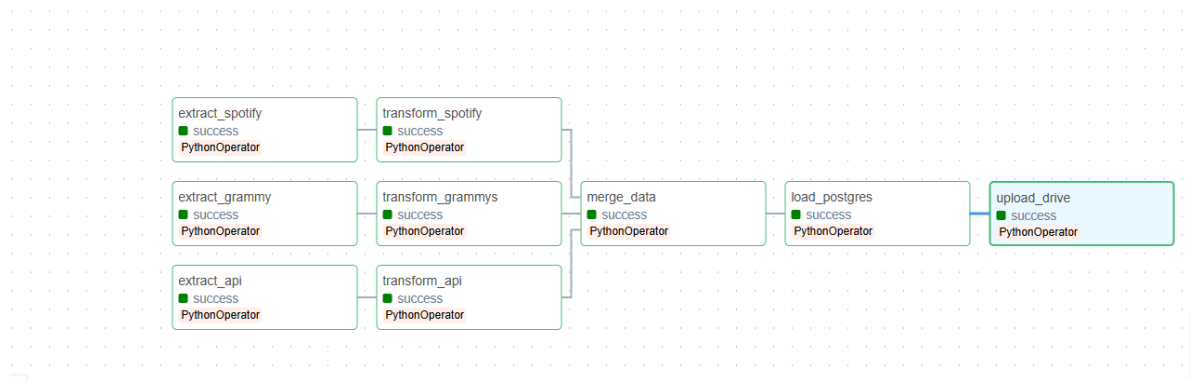 extract_spotify
success
PythonOperator
transform_spotify
success
PythonOperator
extract_grammy
success
PythonOperator
transform_grammys
success
PythonOperator
merge_data
success
PythonOperator
load_postgres
success
PythonOperator
upload_drive
success
PythonOperator
extract_api
success
PythonOperator
transform_api
success
PythonOperator